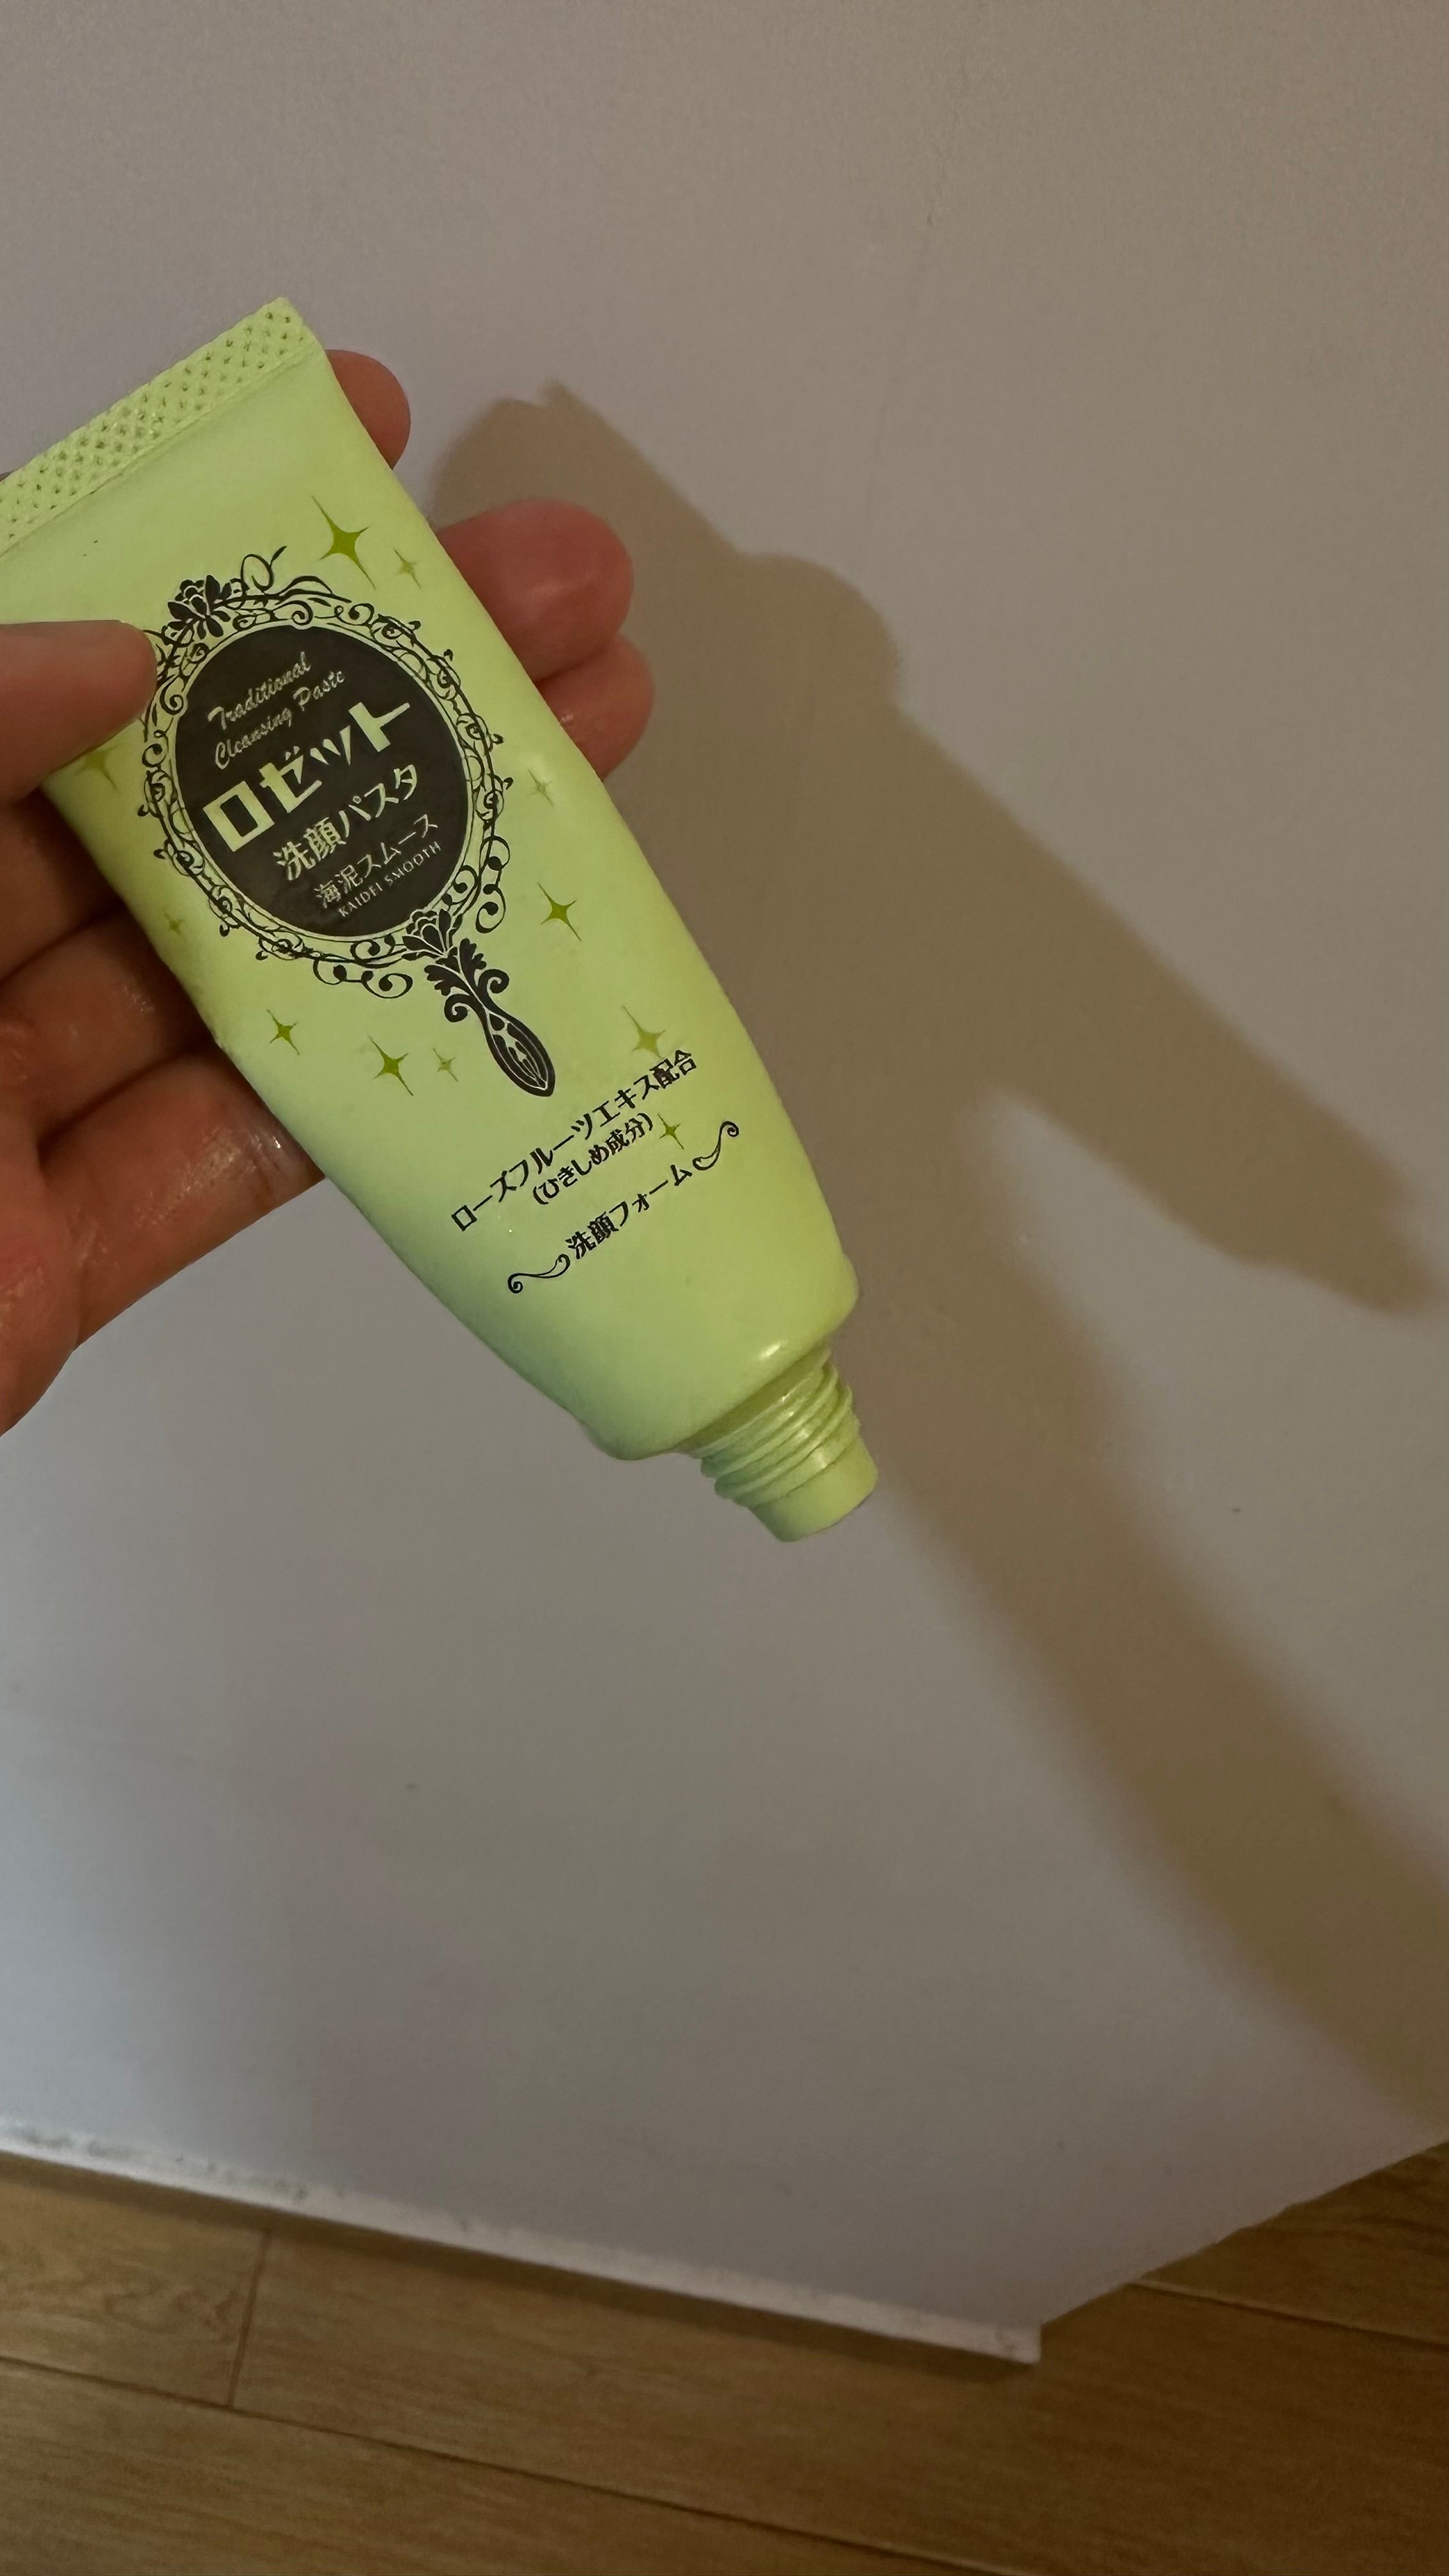 Traditional
Cleansing Paste
ロゼット
洗顔パスタ
海泥スムース
KAIDEI SMOOTH
ローズフルーツエキス配合
(ひきしめ成分)
洗顔フォーム